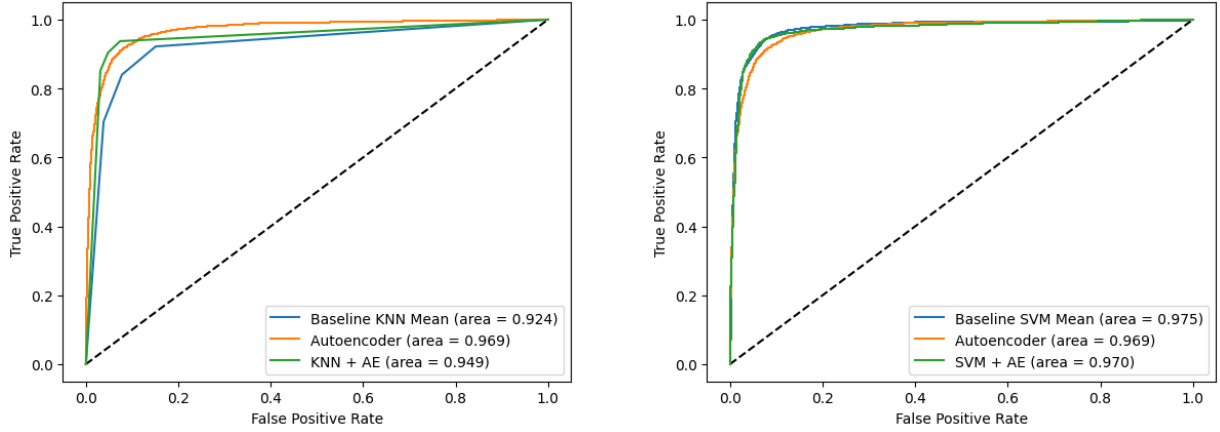 1.0
0.8
0.6
0.4
0.2
0.0
True Positive Rate
Baseline KNN Mean (area = 0.924)
Autoencoder (area = 0.969)
KNN + AE (area = 0.949)
0.0 0.2 0.4 0.6 0.8 1.0
False Positive Rate
1.0
0.8
0.6
0.4
0.2
0.0
True Positive Rate
Baseline SVM Mean (area = 0.975)
Autoencoder (area = 0.969)
SVM + AE (area = 0.970)
0.0 0.2 0.4 0.6 0.8 1.0
False Positive Rate